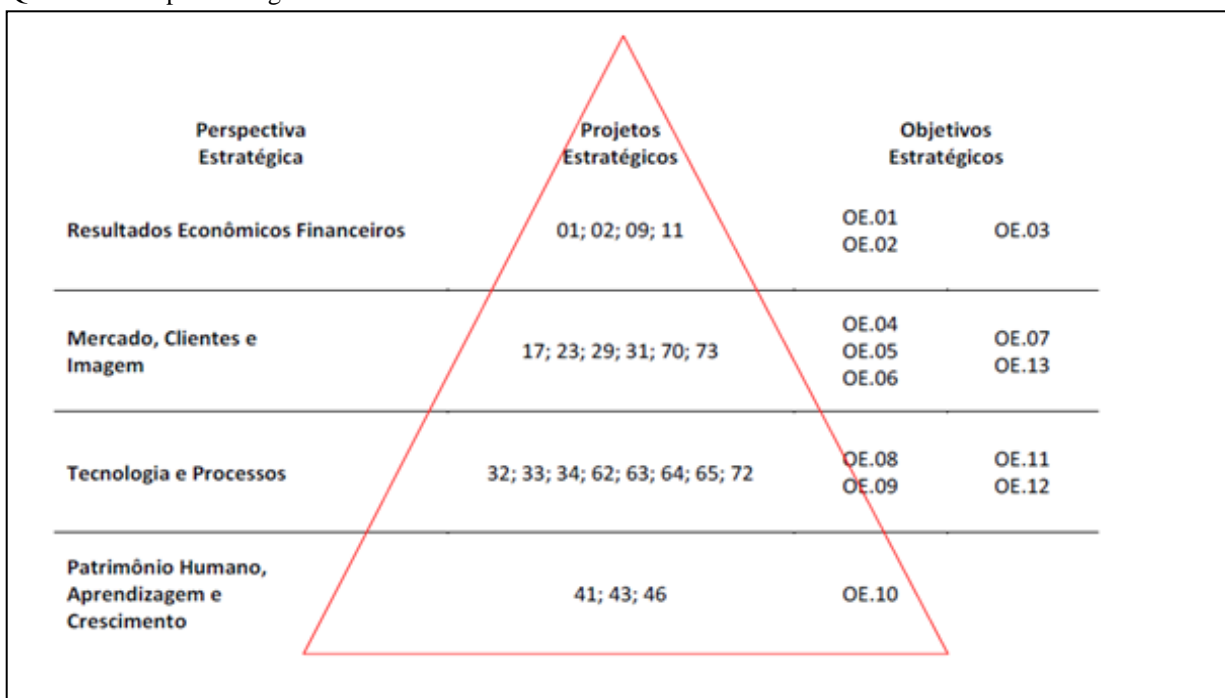 Perspectiva
Estratégica
Projetos
Estratégicos
Objetivos
Estratégicos
Resultados Econômicos Financeiros
01; 02; 09; 11
OE.01
OE.02
OE.03
Mercado, Clientes e
Imagem
17; 23; 29; 31; 70; 73
OE.04
OE.05
OE.06
OE.07
OE.13
Tecnologia e Processos
32; 33; 34; 62; 63; 64; 65; 72
OE.08
OE.09
OE.11
OE.12
Patrimônio Humano,
Aprendizagem e
Crescimento
41; 43; 46
OE.10